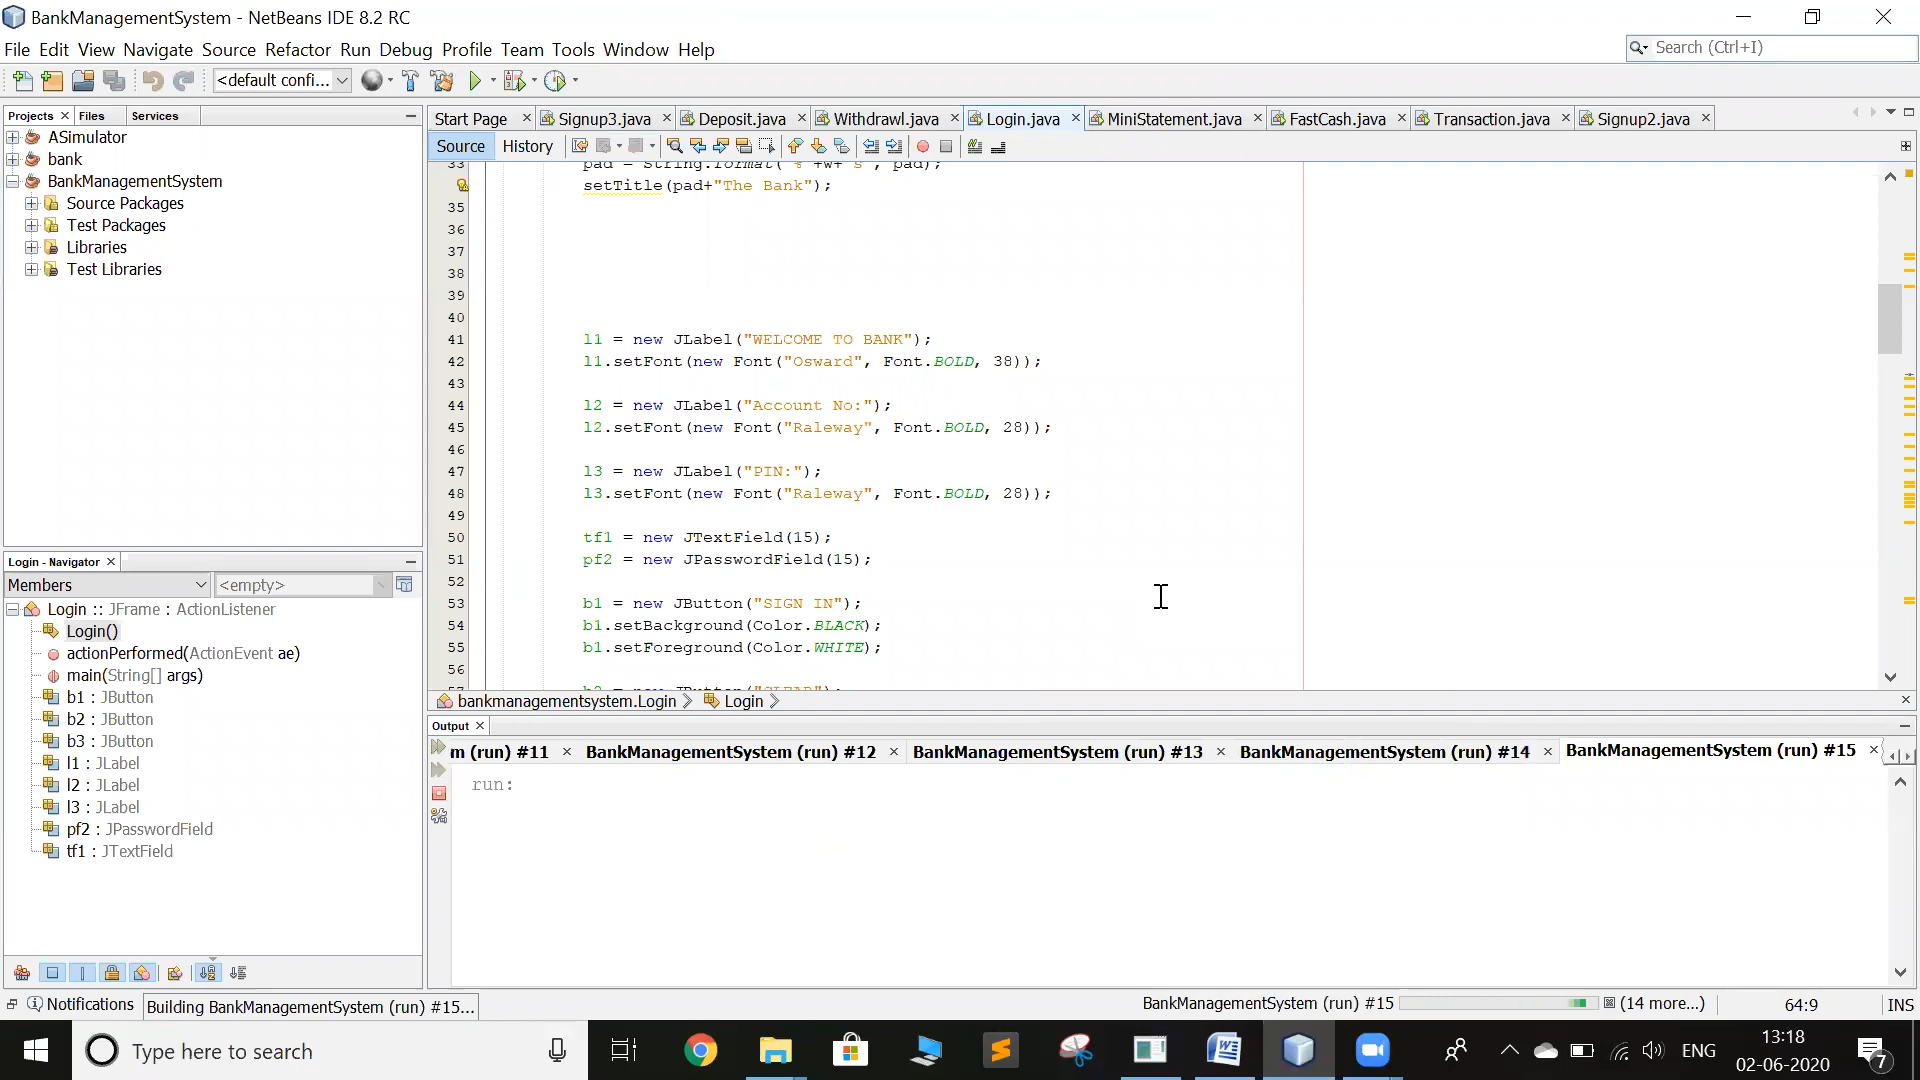 BankManagementSystem - NetBeans IDE 8.2 RC
File Edit View Navigate Source Refactor Run Debug Profile Team Tools Window Help
Search (Ctrl+I)
<default confi...
Projects Files Services
Start Page Signup3.java Deposit.java Withdrawl.java Login.java MiniStatement.java FastCash.java Transaction.java Signup2.java
Source History
ASimulator
bank
BankManagementSystem
Source Packages
Test Packages
Libraries
Test Libraries
33 pad = String.format("%"+w+"s", pad);
setTitle(pad+"The Bank");
35
36
37
38
39
40
41 l1 = new JLabel("WELCOME TO BANK");
42 l1.setFont(new Font("Osward", Font.BOLD, 38));
43
44 l2 = new JLabel("Account No:");
45 l2.setFont(new Font("Raleway", Font.BOLD, 28));
46
47 l3 = new JLabel("PIN:");
48 l3.setFont(new Font("Raleway", Font.BOLD, 28));
49
50 tf1 = new JTextField(15);
51 pf2 = new JPasswordField(15);
52
53 b1 = new JButton("SIGN IN");
54 b1.setBackground(Color.BLACK);
55 b1.setForeground(Color.WHITE);
56
57 b2 = new JButton("CLEAR");
bankmanagementsystem.Login Login
Login - Navigator
Members <empty>
Login :: JFrame : ActionListener
Login()
actionPerformed(ActionEvent ae)
main(String[] args)
b1 : JButton
b2 : JButton
b3 : JButton
l1 : JLabel
l2 : JLabel
l3 : JLabel
pf2 : JPasswordField
tf1 : JTextField
Output
m (run) #11 BankManagementSystem (run) #12 BankManagementSystem (run) #13 BankManagementSystem (run) #14 BankManagementSystem (run) #15
run:
Notifications Building BankManagementSystem (run) #15... BankManagementSystem (run) #15 (14 more...) 64:9 INS
Type here to search
ENG
13:18
02-06-2020
7